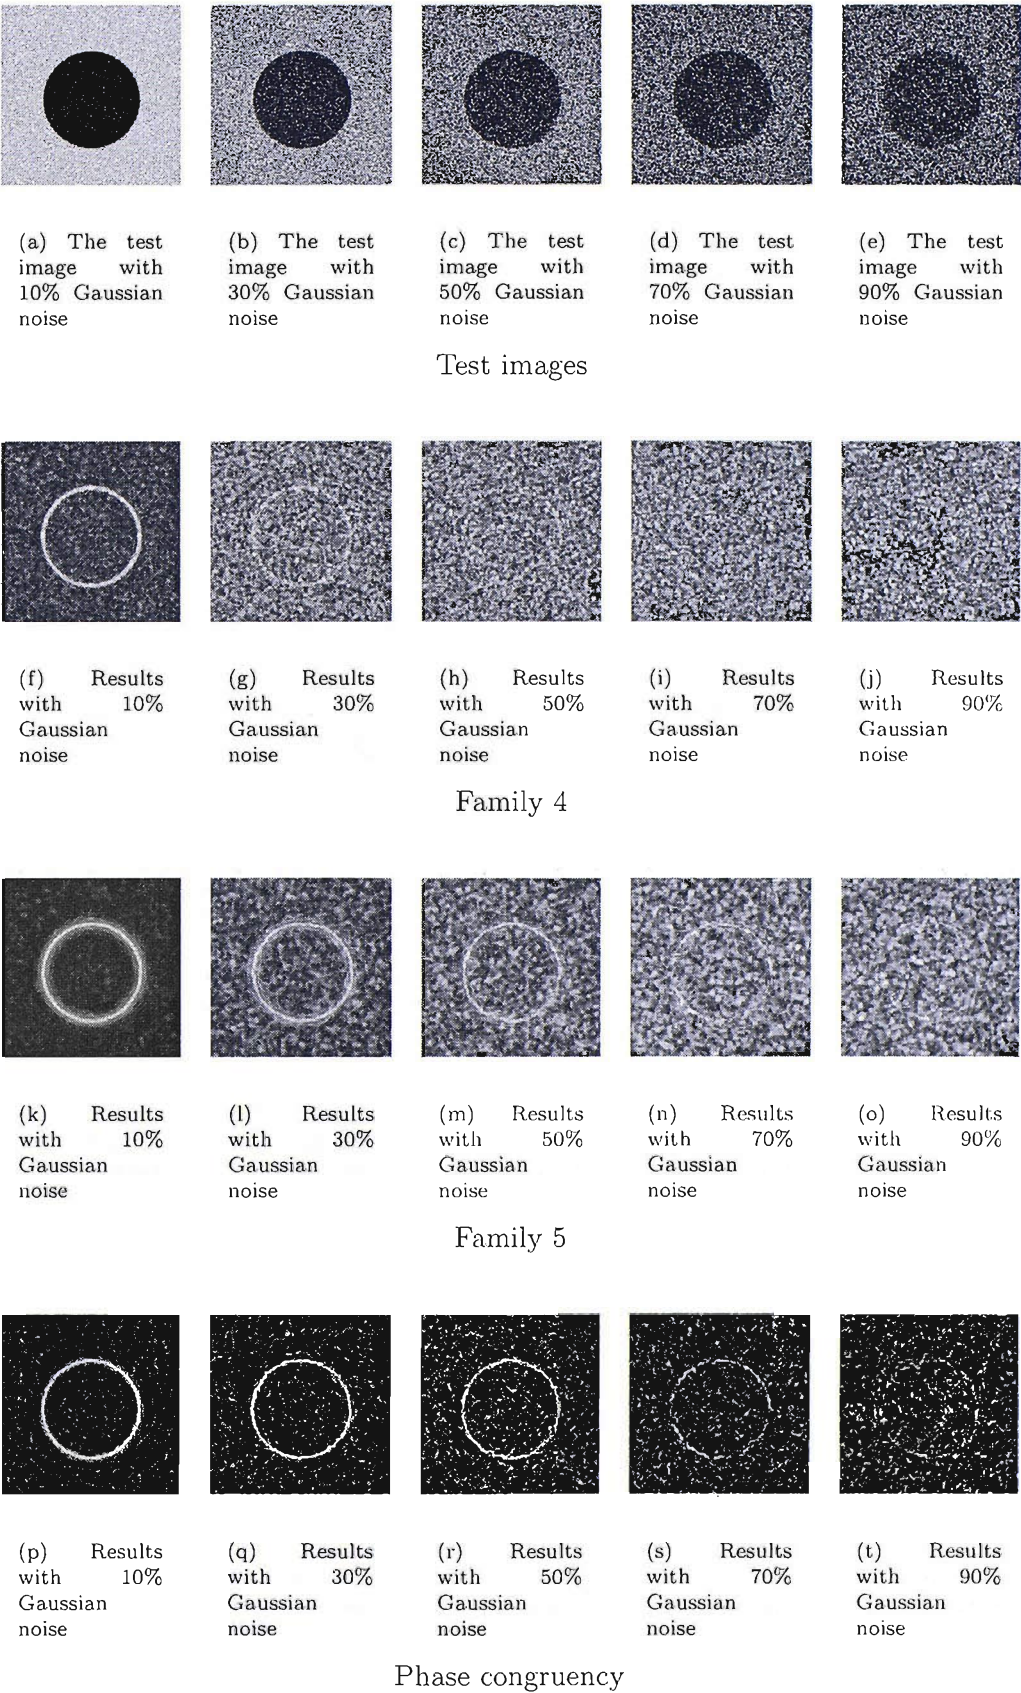 (a) The test
image with
10% Gaussian
noise
(b) The test
image with
30% Gaussian
noise
(c) The test
image with
50% Gaussian
noise
(d) The test
image with
70% Gaussian
noise
(e) The test
image with
90% Gaussian
noise
Test images
(f) Results
with 10%
Gaussian
noise
(g) Results
with 30%
Gaussian
noise
(h) Results
with 50%
Gaussian
noise
(i) Results
with 70%
Gaussian
noise
(j) Results
with 90%
Gaussian
noise
Family 4
(k) Results
with 10%
Gaussian
noise
(l) Results
with 30%
Gaussian
noise
(m) Results
with 50%
Gaussian
noise
(n) Results
with 70%
Gaussian
noise
(o) Results
with 90%
Gaussian
noise
Family 5
(p) Results
with 10%
Gaussian
noise
(q) Results
with 30%
Gaussian
noise
(r) Results
with 50%
Gaussian
noise
(s) Results
with 70%
Gaussian
noise
(t) Results
with 90%
Gaussian
noise
Phase congruency